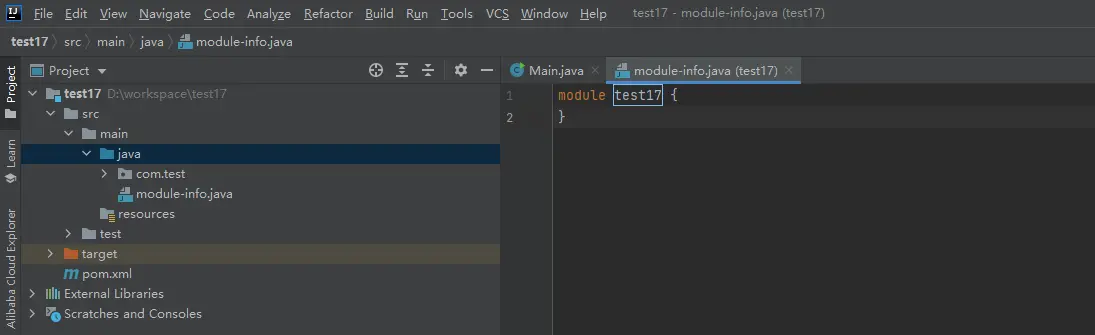 IJ File Edit View Navigate Code Analyze Refactor Build Run Tools VCS Window Help test17 - module-info.java (test17)
test17 src main java module-info.java
Project
Learn
Alibaba Cloud Explorer
Project
test17 D:\workspace\test17
src
main
java
com.test
module-info.java
resources
test
target
pom.xml
External Libraries
Scratches and Consoles
Main.java module-info.java (test17)
1 module test17 {
2 }